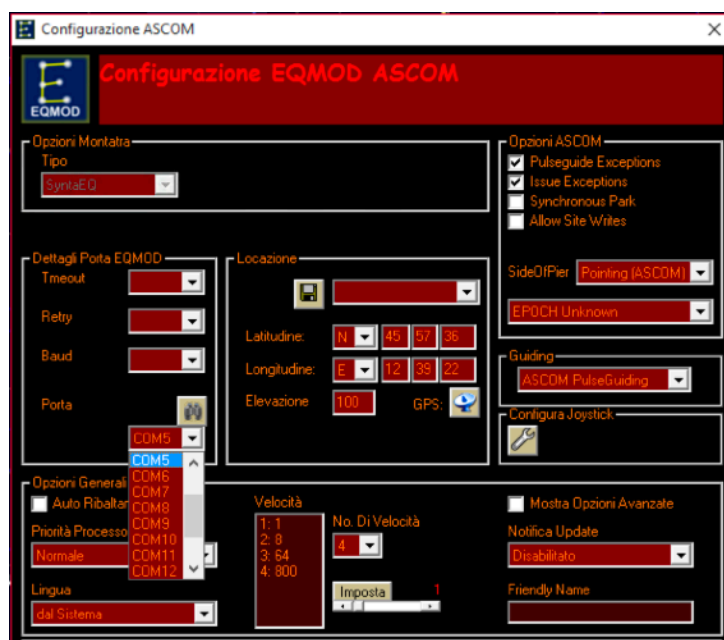 Configurazione ASCOM
EQMOD
Configurazione EQMOD ASCOM
Opzioni Montatra
Tipo
SyntaEQ
Opzioni ASCOM
Pulseguide Exceptions
Issue Exceptions
Synchronous Park
Allow Site Writes
SideOfPier
Pointing (ASCOM)
EPOCH Unknown
Dettagli Porta EQMOD
Tmeout
Retry
Baud
Porta
COM5
COM5
COM6
COM7
COM8
COM9
COM10
COM11
COM12
Locazione
Latitudine: N 45 57 36
Longitudine: E 12 39 22
Elevazione 100 GPS:
Guiding
ASCOM PulseGuiding
Configura Joystick
Opzioni Generali
Auto Ribaltam
Priorità Processo
Normale
Lingua
dal Sistema
Velocità
1: 1
2: 8
3: 64
4: 800
No. Di Velocità
4
Imposta 1
Mostra Opzioni Avanzate
Notifica Update
Disabilitato
Friendly Name